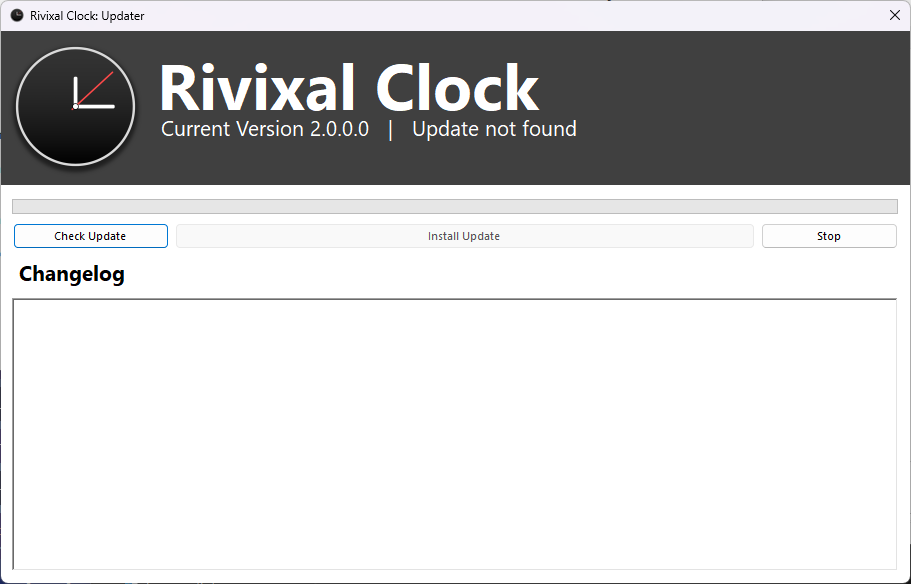 Rivixal Clock: Updater
Rivixal Clock
Current Version 2.0.0.0 | Update not found
Check Update Install Update Stop
Changelog